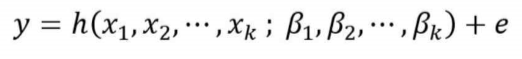 y = h(x₁, x₂, ⋯, xₖ ; β₁, β₂, ⋯, βₖ) + e